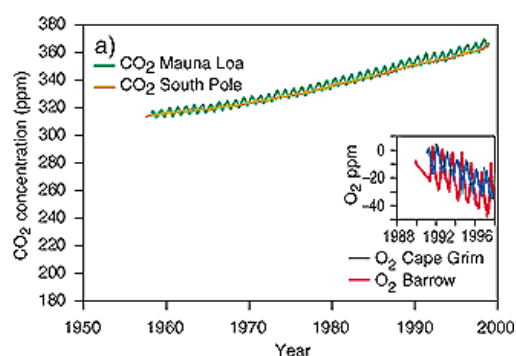 a)
CO2 Mauna Loa
CO2 South Pole
CO2 concentration (ppm)
380
360
340
320
300
280
260
240
220
200
180
1950
1960
1970
1980
1990
2000
Year
O2 ppm
0
−20
−40
1988
1992
1996
O2 Cape Grim
O2 Barrow